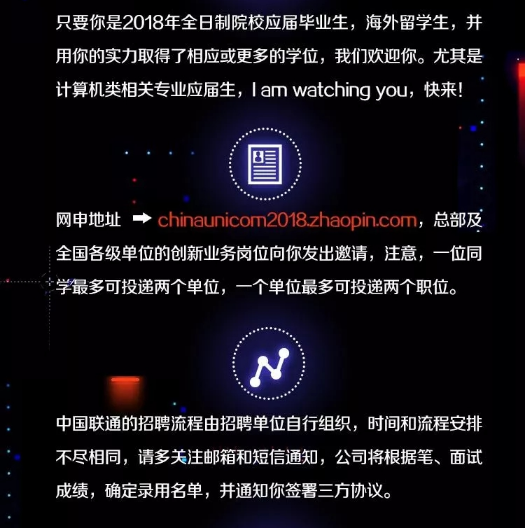 只要你是2018年全日制院校应届毕业生，海外留学生，并
用你的实力取得了相应或更多的学位，我们欢迎你。尤其是
计算机类相关专业应届生，I am watching you，快来！
网申地址 ➡ chinaunicom2018.zhaopin.com，总部及
全国各级单位的创新业务岗位向你发出邀请，注意，一位同
学最多可投递两个单位，一个单位最多可投递两个职位。
中国联通的招聘流程由招聘单位自行组织，时间和流程安排
不尽相同，请多关注邮箱和短信通知，公司将根据笔、面试
成绩，确定录用名单，并通知你签署三方协议。